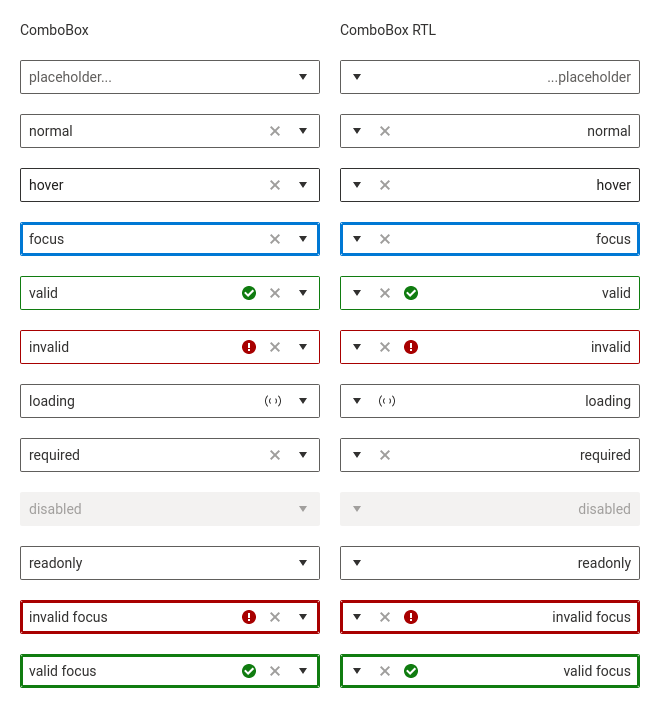 ComboBox ComboBox RTL
placeholder... ...placeholder
normal normal
hover hover
focus focus
valid valid
invalid invalid
loading loading
required required
disabled disabled
readonly readonly
invalid focus invalid focus
valid focus valid focus